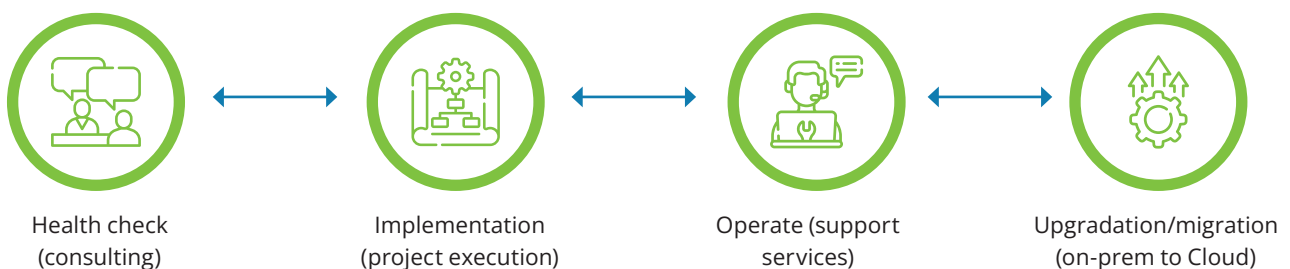 Health check
(consulting)
Implementation
(project execution)
Operate (support
services)
Upgradation/migration
(on-prem to Cloud)